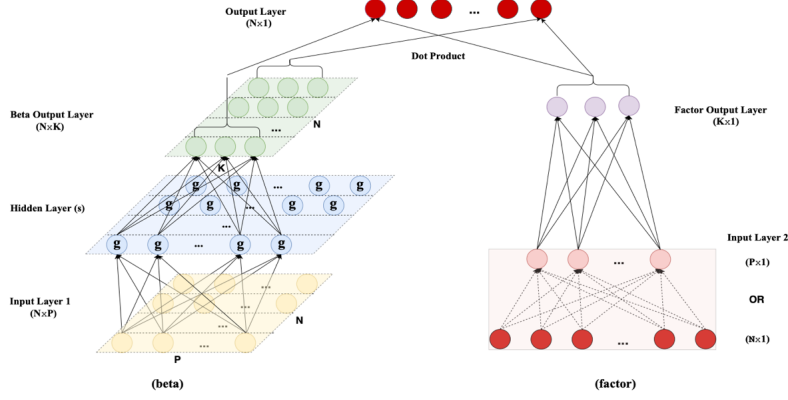 Output Layer
(N×1)
...
Dot Product
Beta Output Layer
(N×K)
...
N
K
Factor Output Layer
(K×1)
Hidden Layer (s)
g g ... g g
g g ... g g
...
g g ... g g
Input Layer 1
(N×P)
...
...
...
...
N
P
(beta)
Input Layer 2
(P×1)
...
OR
(N×1)
...
(factor)